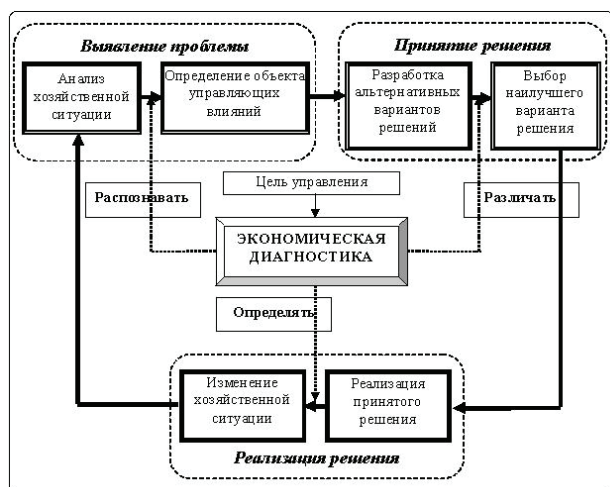 Выявление проблемы
Принятие решения
Анализ
хозяйственной
ситуации
Определение объекта
управляющих
влияний
Разработка
альтернативных
вариантов
решений
Выбор
наилучшего
варианта
решения
Цель управления
Распознавать
Различать
ЭКОНОМИЧЕСКАЯ
ДИАГНОСТИКА
Определять
Изменение
хозяйственной
ситуации
Реализация
принятого
решения
Реализация решения